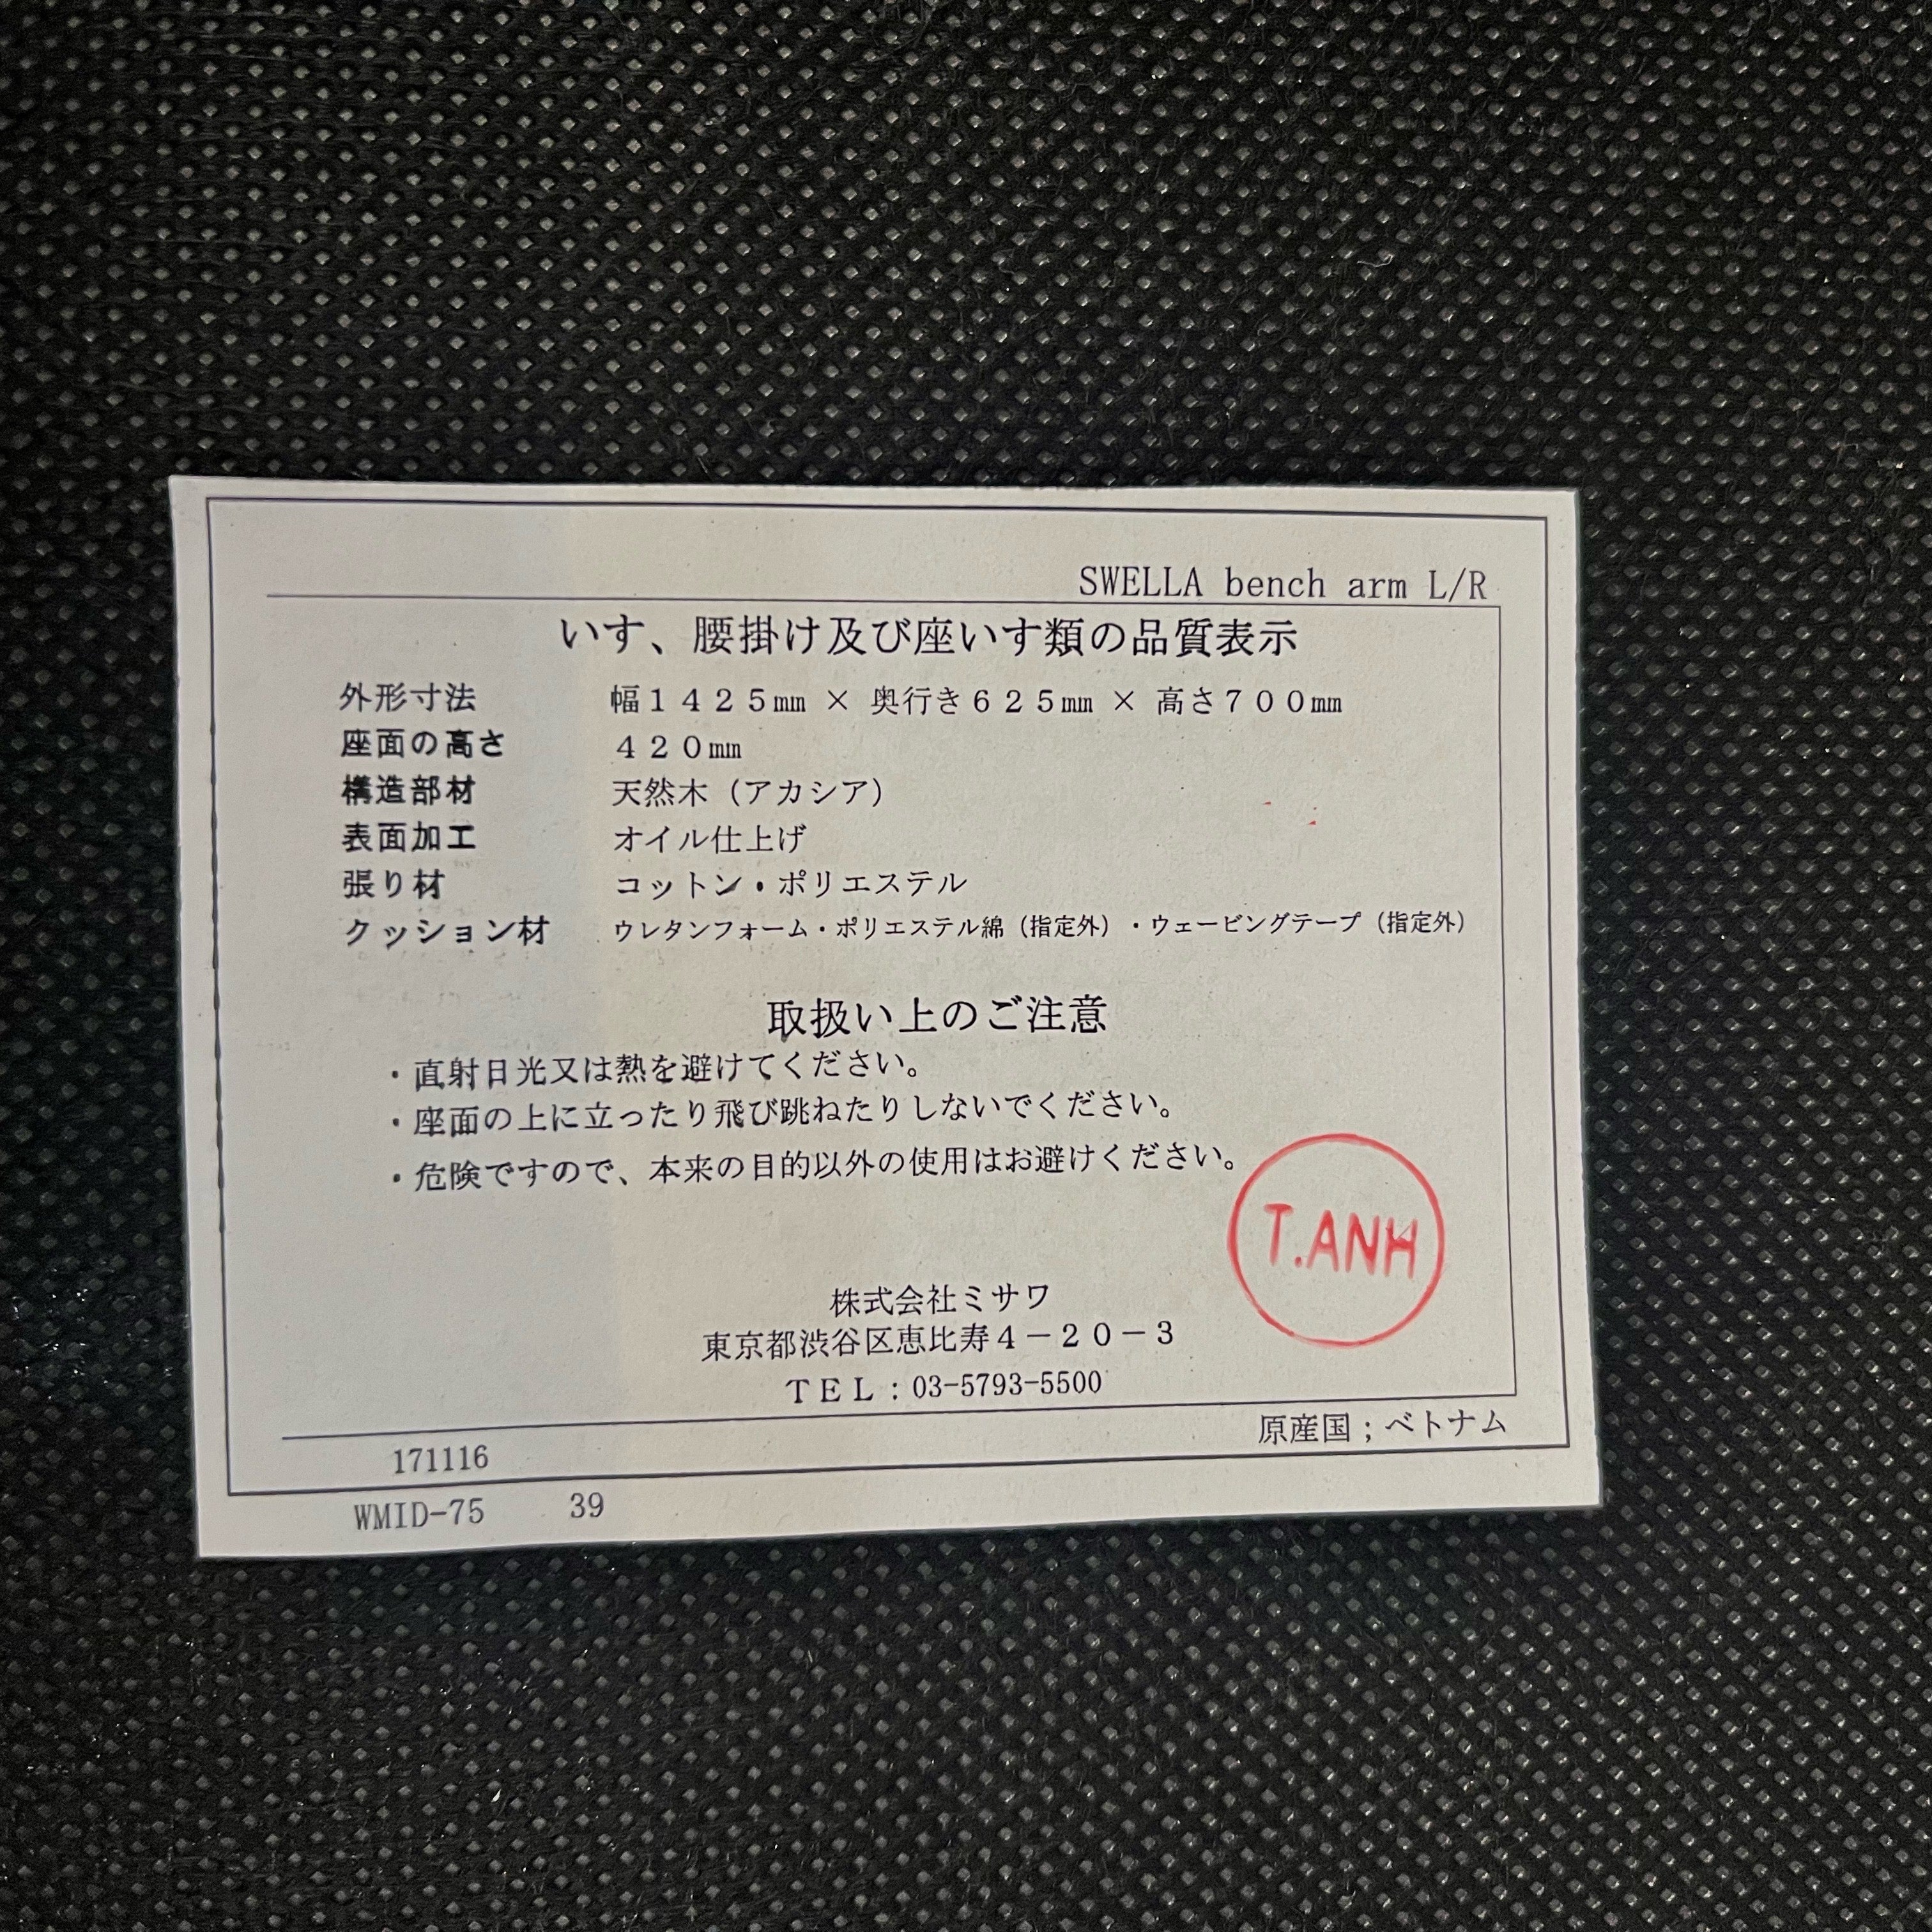 SWELLA bench arm L/R
いす、腰掛け及び座いす類の品質表示
外形寸法 幅１４２５㎜ × 奥行き６２５㎜ × 高さ７００㎜
座面の高さ ４２０㎜
構造部材 天然木（アカシア）
表面加工 オイル仕上げ
張り材 コットン・ポリエステル
クッション材 ウレタンフォーム・ポリエステル綿（指定外）・ウェービングテープ（指定外）
取扱い上のご注意
・直射日光又は熱を避けてください。
・座面の上に立ったり飛び跳ねたりしないでください。
・危険ですので、本来の目的以外の使用はお避けください。
T.ANH
株式会社ミサワ
東京都渋谷区恵比寿４－２０－３
ＴＥＬ：03-5793-5500
原産国；ベトナム
171116
WMID-75 39